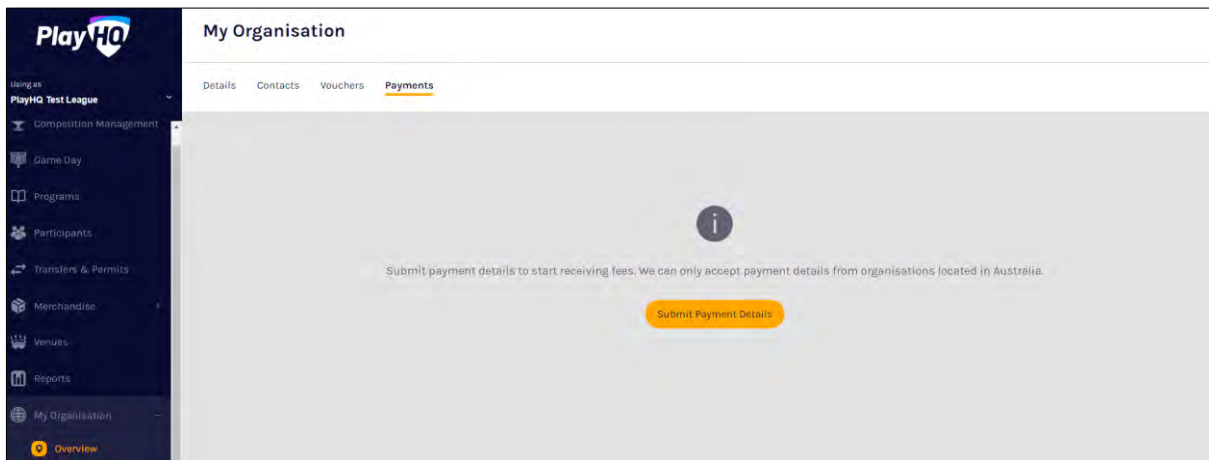 PlayHQ
Using as
PlayHQ Test League
Competition Management
Game Day
Programs
Participants
Transfers & Permits
Merchandise
Venues
Reports
My Organisation
Overview
My Organisation
Details Contacts Vouchers Payments
Submit payment details to start receiving fees. We can only accept payment details from organisations located in Australia.
Submit Payment Details